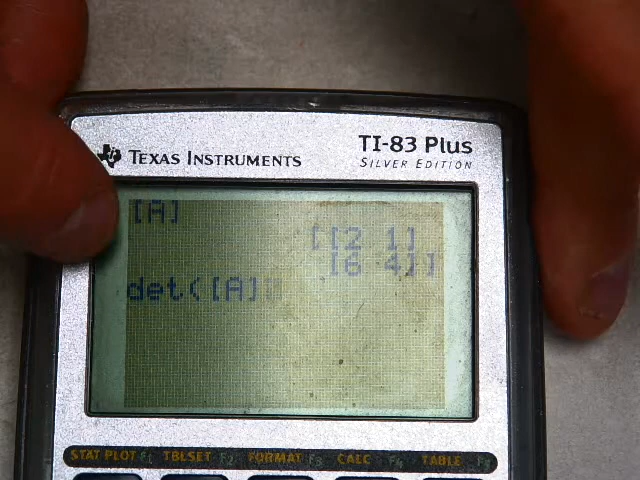 TEXAS INSTRUMENTS
TI-83 Plus
SILVER EDITION
[A]
[[2 1]
[6 4]]
det([A]
STAT PLOT F1 TBLSET F2 FORMAT F3 CALC F4 TABLE F5